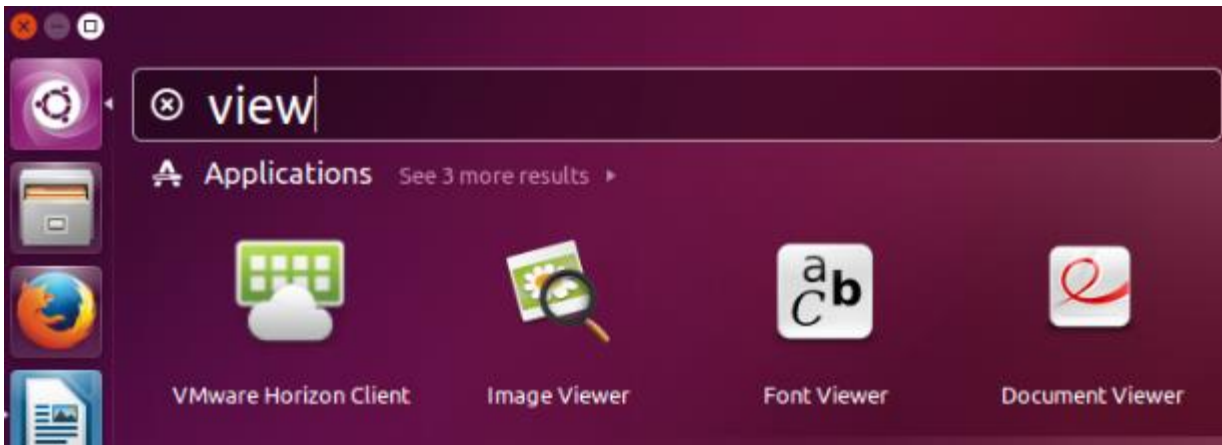 view
Applications See 3 more results
VMware Horizon Client Image Viewer Font Viewer Document Viewer